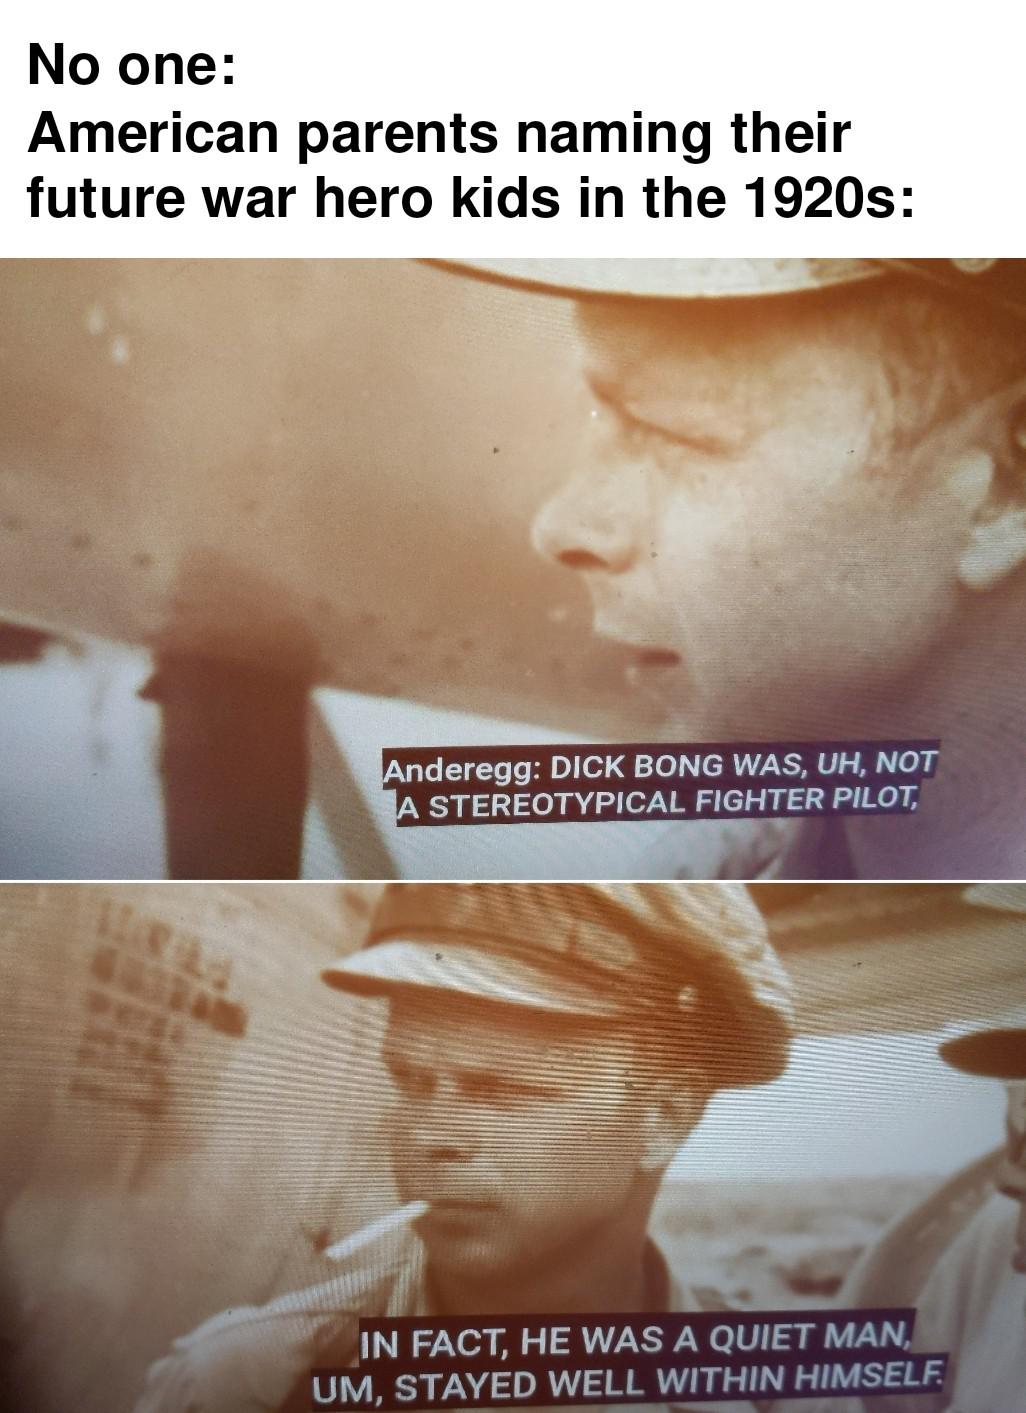 No one:
American parents naming their
future war hero kids in the 1920s:
Anderegg: DICK BONG WAS, UH, NOT
A STEREOTYPICAL FIGHTER PILOT,
IN FACT, HE WAS A QUIET MAN,
UM, STAYED WELL WITHIN HIMSELF.